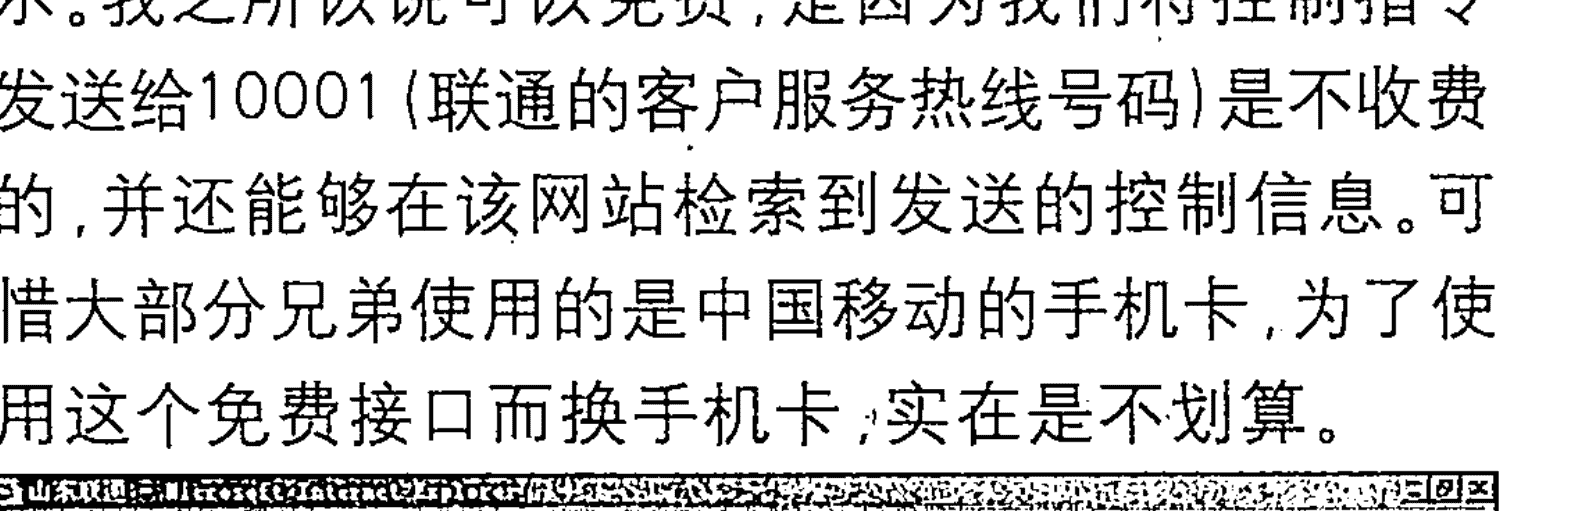 示。我之所以说可以免费,是因为我们将控制指令
发送给10001(联通的客户服务热线号码)是不收费
的,并还能够在该网站检索到发送的控制信息。可
惜大部分兄弟使用的是中国移动的手机卡,为了使
用这个免费接口而换手机卡,实在是不划算。
山东联通 - Microsoft Internet Explorer